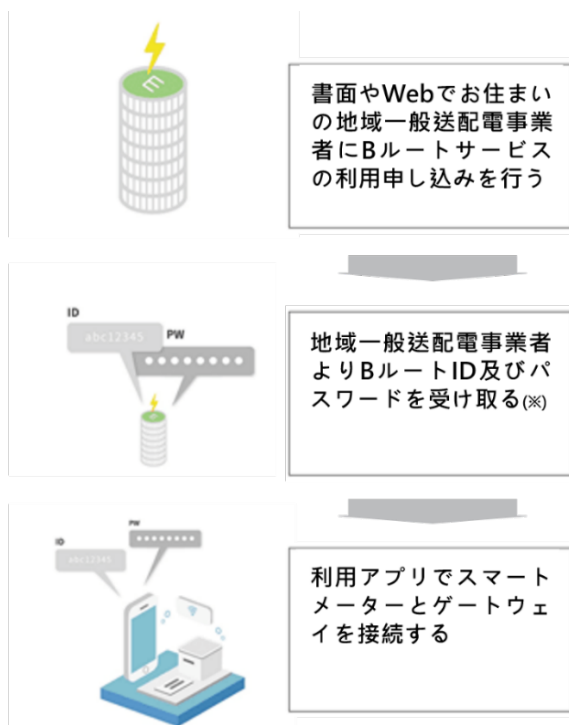 書面やWebでお住まい
の地域一般送配電事業
者にBルートサービス
の利用申し込みを行う
ID
abc12345
PW
地域一般送配電事業者
よりBルートID及びパ
スワードを受け取る(※)
PW
ID
abc12345
利用アプリでスマート
メーターとゲートウェ
イを接続する